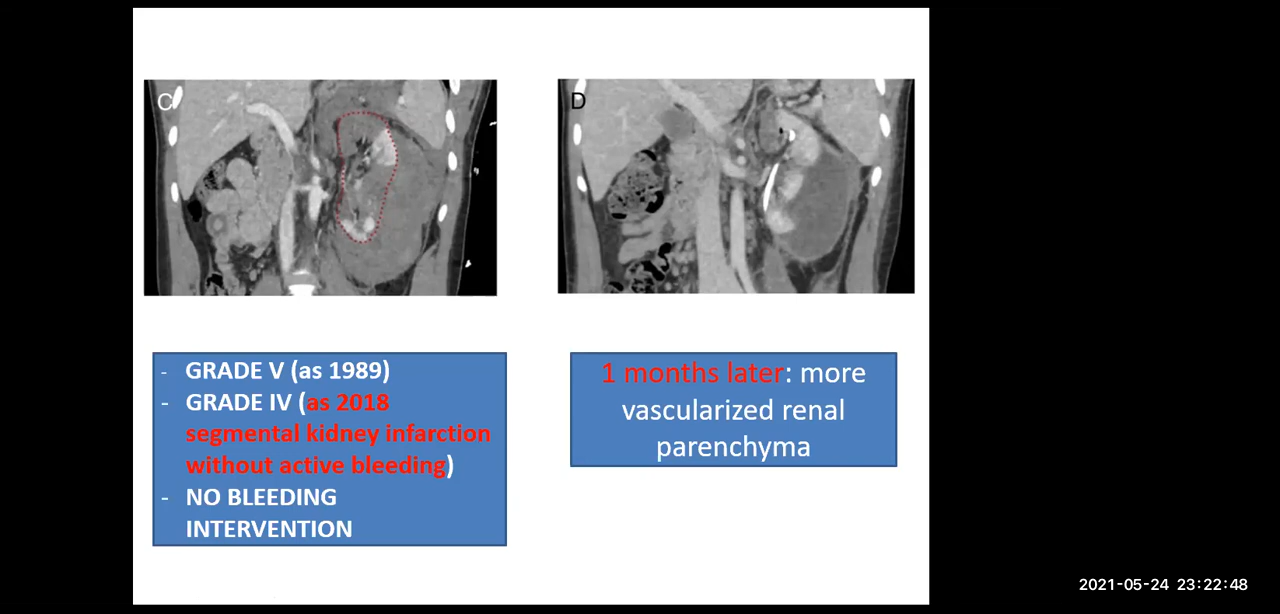 C
D
- GRADE V (as 1989)
- GRADE IV (as 2018
segmental kidney infarction
without active bleeding)
- NO BLEEDING
INTERVENTION
1 months later: more
vascularized renal
parenchyma
2021-05-24 23:22:48